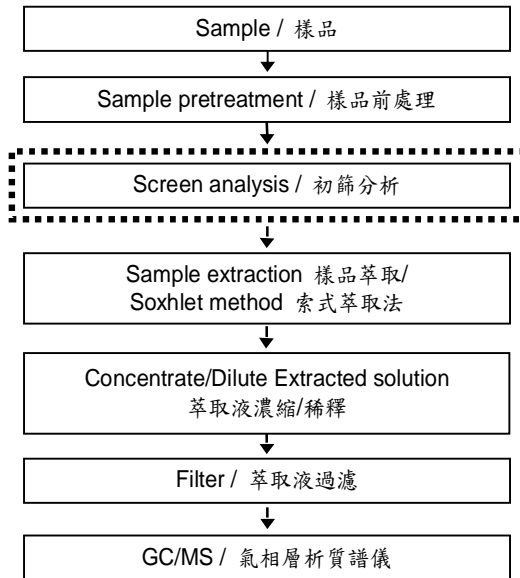 Sample / 樣品
Sample pretreatment / 樣品前處理
Screen analysis / 初篩分析
Sample extraction 樣品萃取/
Soxhlet method 索式萃取法
Concentrate/Dilute Extracted solution
萃取液濃縮/稀釋
Filter / 萃取液過濾
GC/MS / 氣相層析質譜儀